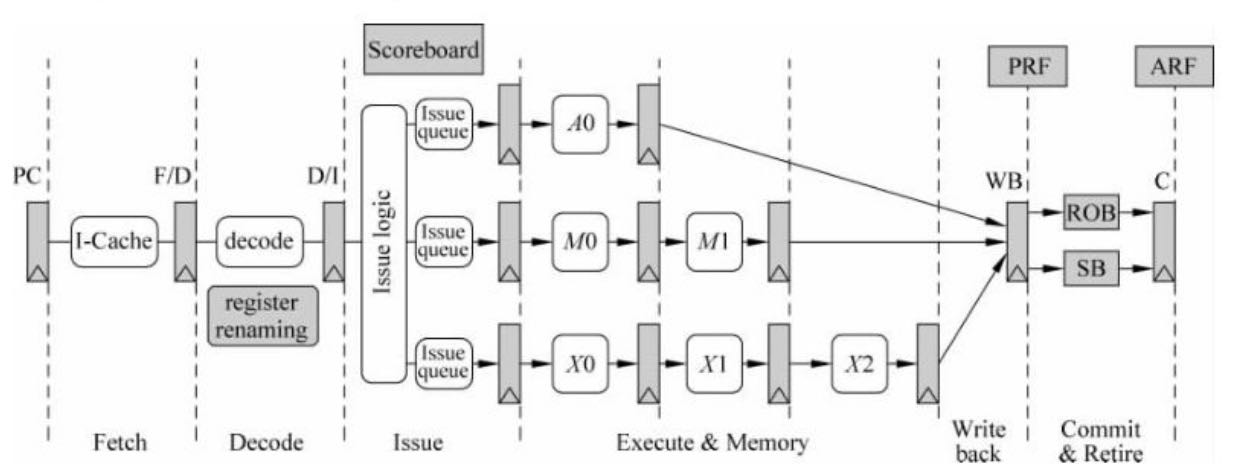 Scoreboard
PRF
ARF
Issue
queue
A0
PC
F/D
D/I
WB
C
I-Cache
decode
Issue logic
Issue
queue
M0
M1
ROB
SB
register
renaming
Issue
queue
X0
X1
X2
Fetch
Decode
Issue
Execute & Memory
Write
back
Commit
& Retire